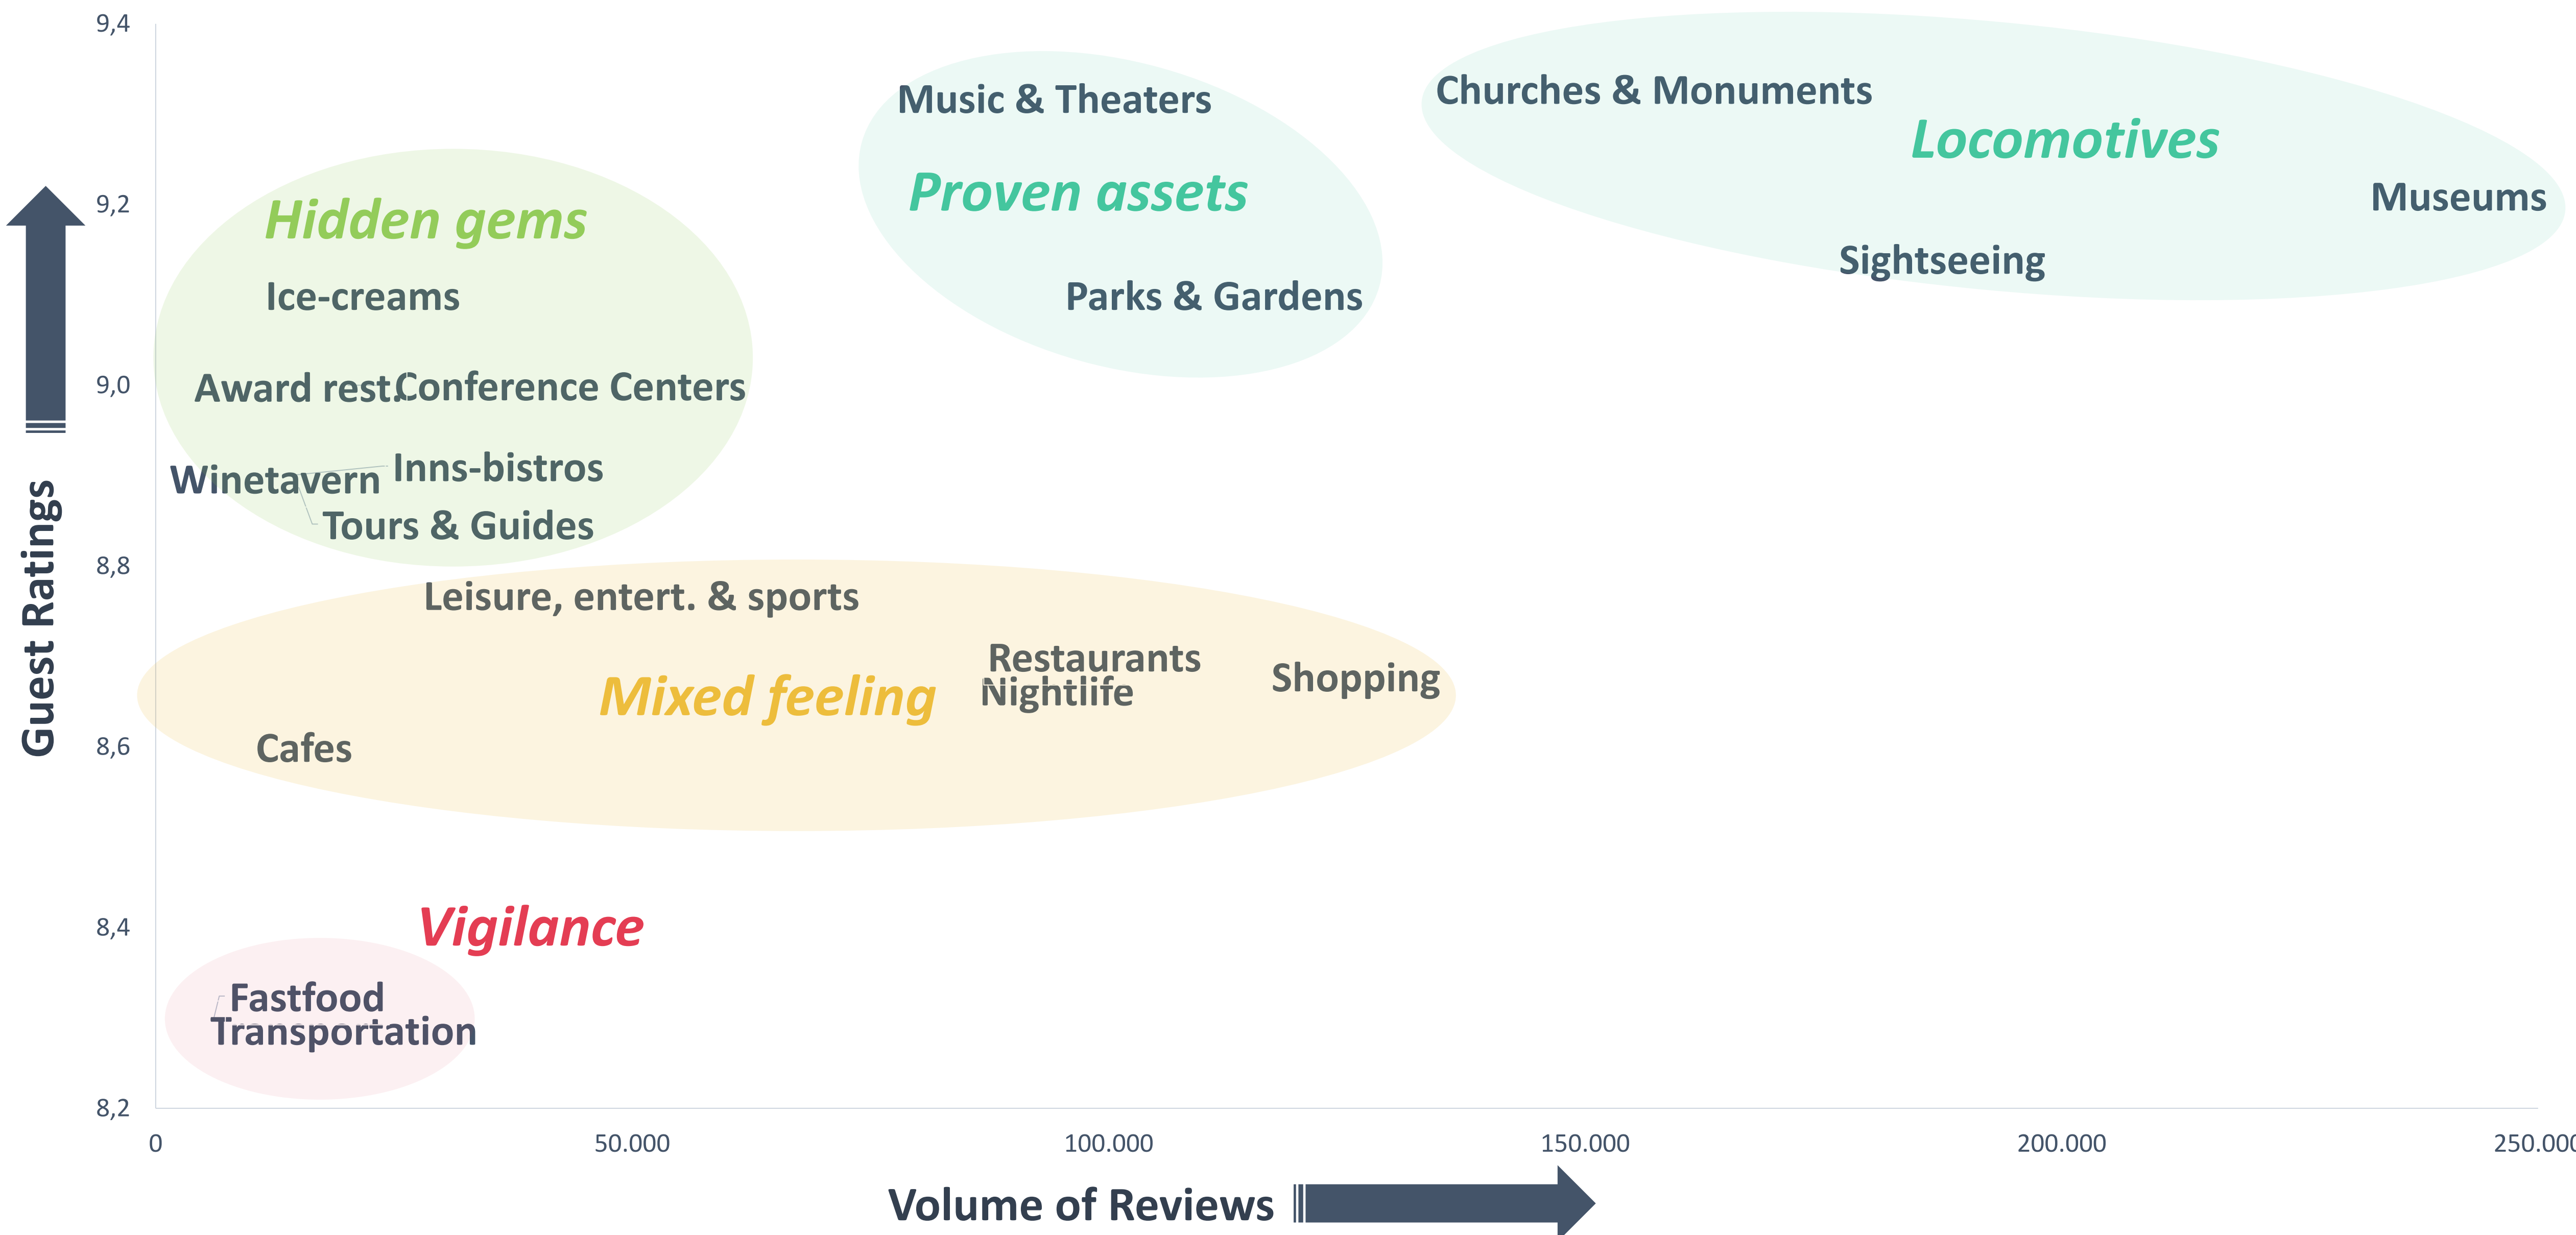 9,4
Music & Theaters
Churches & Monuments
Locomotives
Proven assets
9,2
Museums
Hidden gems
Sightseeing
Ice-creams
Parks & Gardens
9,0
Award rest.
Conference Centers
Winetavern
Inns-bistros
Tours & Guides
Guest Ratings
8,8
Leisure, entert. & sports
Restaurants
Nightlife
Shopping
Mixed feeling
8,6
Cafes
8,4
Vigilance
Fastfood
Transportation
8,2
0
50.000
100.000
150.000
200.000
250.000
Volume of Reviews